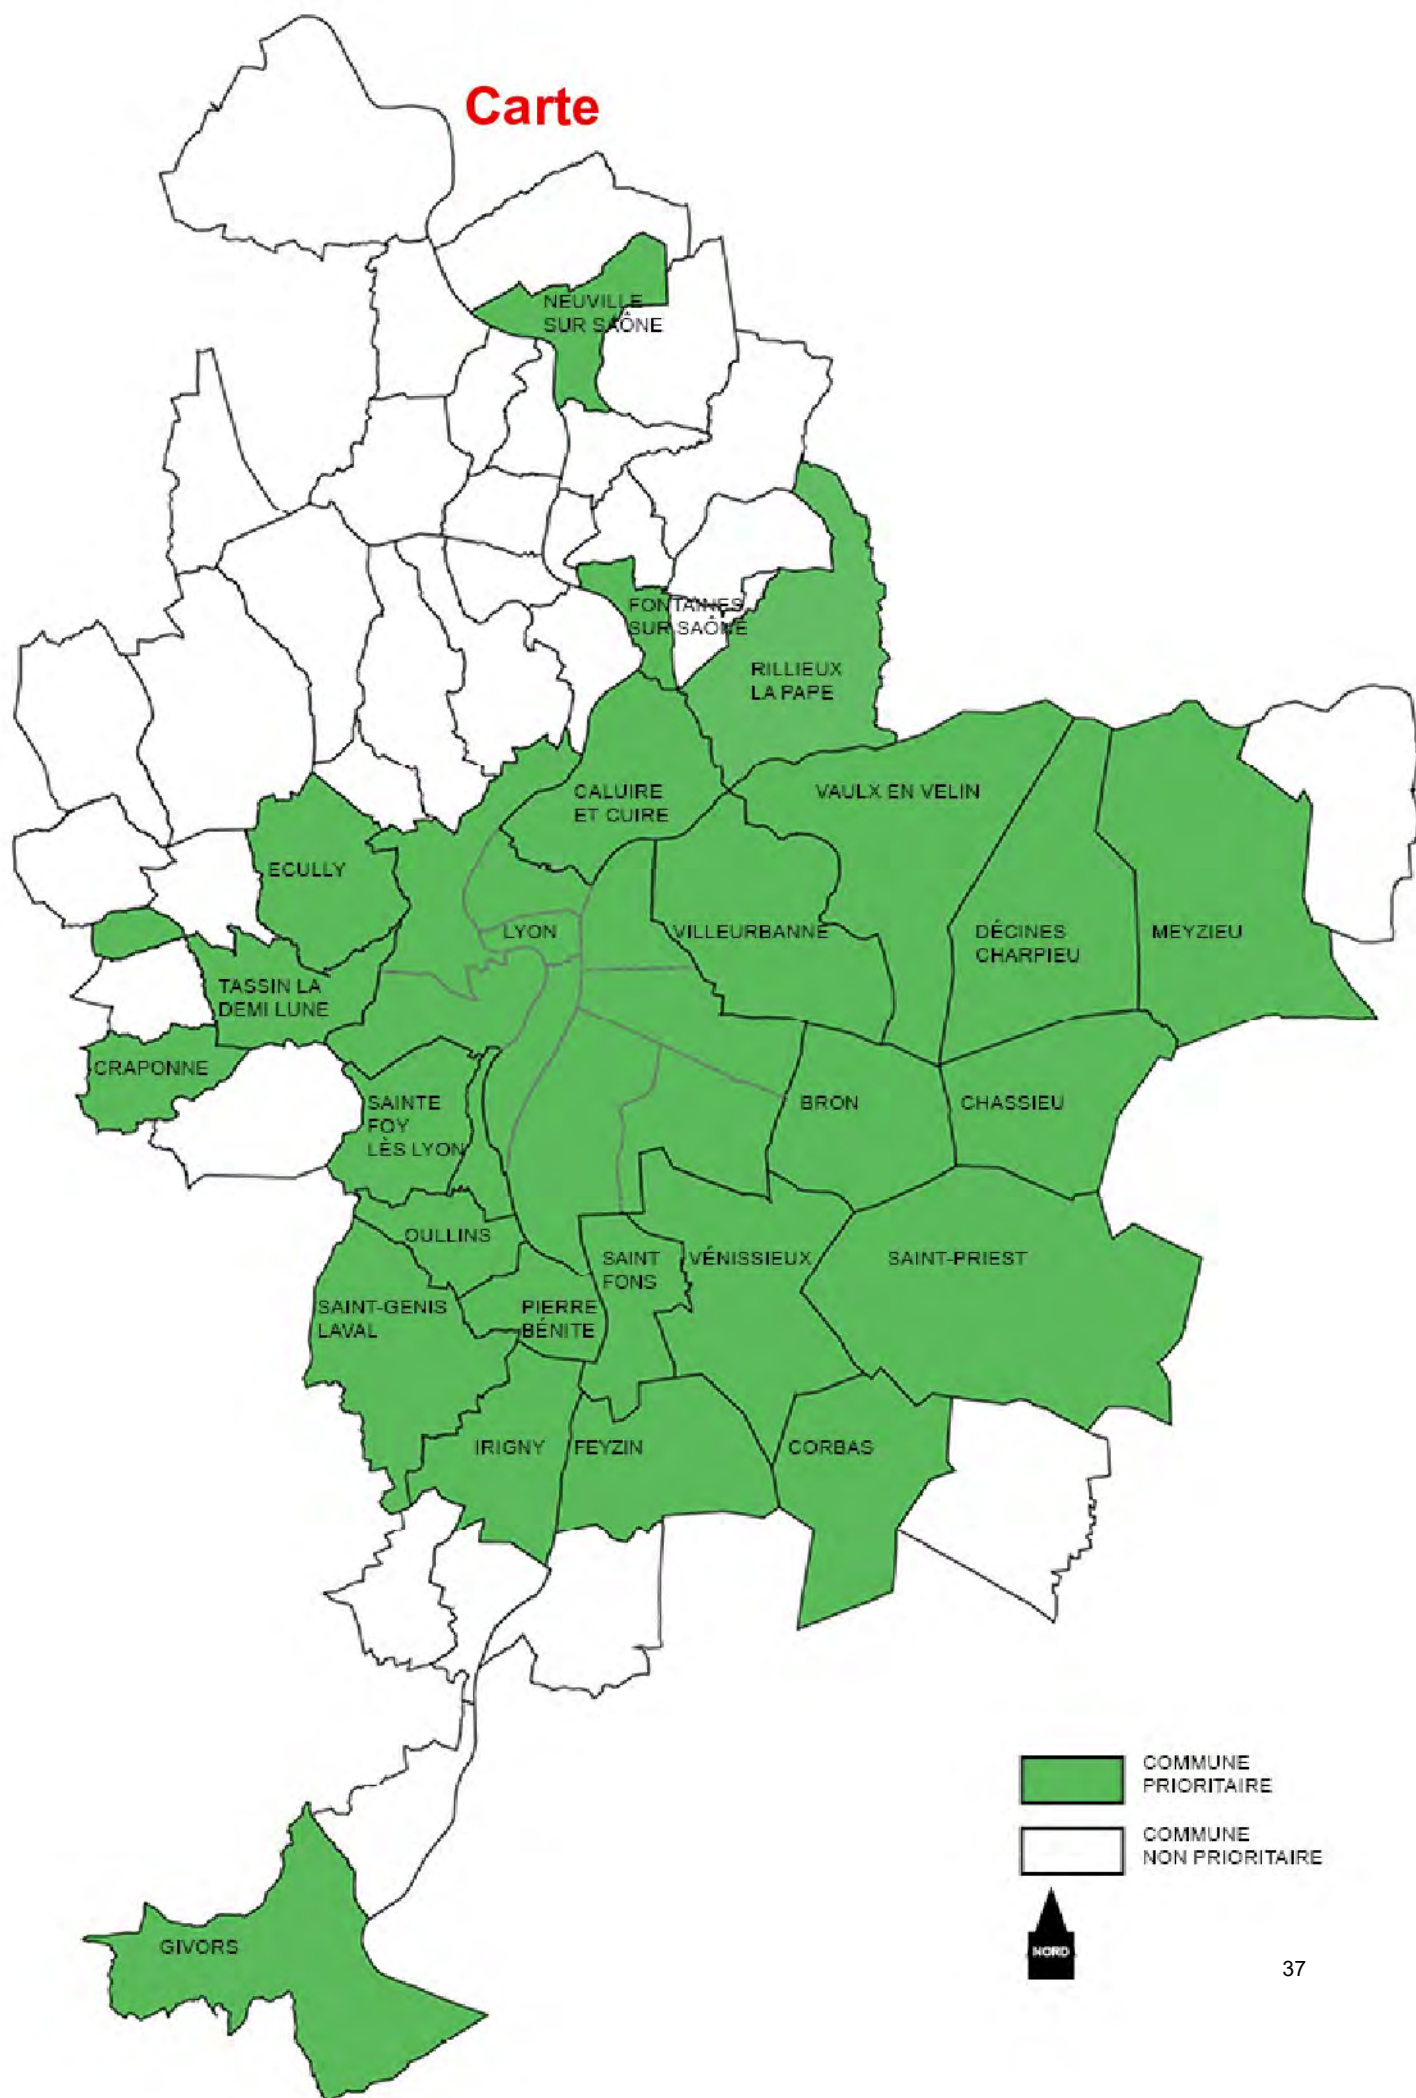 Carte
NEUVILLE
SUR SAÔNE
FONTAINES
SUR SAÔNE
RILLIEUX
LA PAPE
CALUIRE
ET CUIRE
VAULX EN VELIN
ECULLY
LYON
VILLEURBANNE
DÉCINES
CHARPIEU
MEYZIEU
TASSIN LA
DEMI LUNE
CRAPONNE
SAINTE
FOY
LÈS LYON
BRON
CHASSIEU
OULLINS
SAINT
FONS
VÉNISSIEUX
SAINT-PRIEST
SAINT-GENIS
LAVAL
PIERRE
BÉNITE
IRIGNY
FEYZIN
CORBAS
COMMUNE
PRIORITAIRE
COMMUNE
NON PRIORITAIRE
GIVORS
NORD
37